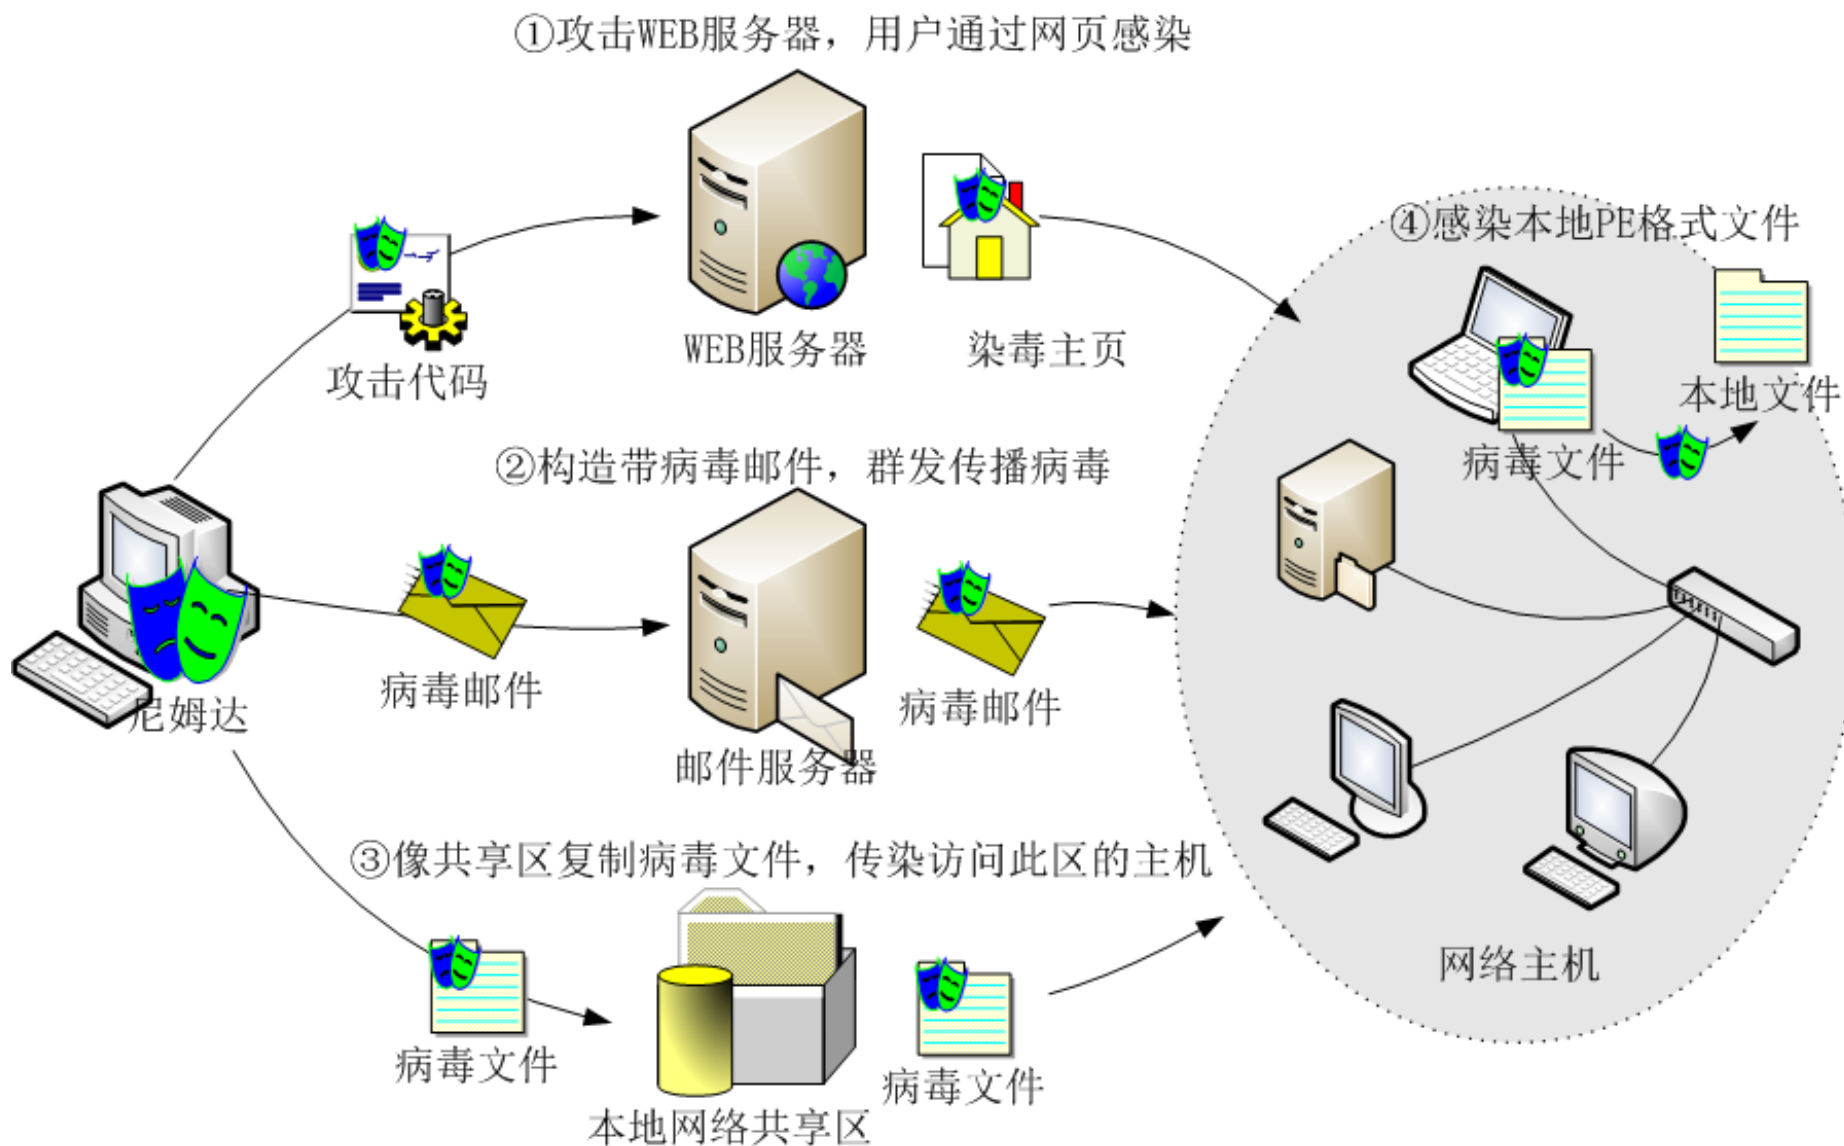 ①攻击WEB服务器，用户通过网页感染
④感染本地PE格式文件
WEB服务器
染毒主页
攻击代码
本地文件
病毒文件
②构造带病毒邮件，群发传播病毒
尼姆达
病毒邮件
病毒邮件
邮件服务器
③像共享区复制病毒文件，传染访问此区的主机
网络主机
病毒文件
病毒文件
本地网络共享区